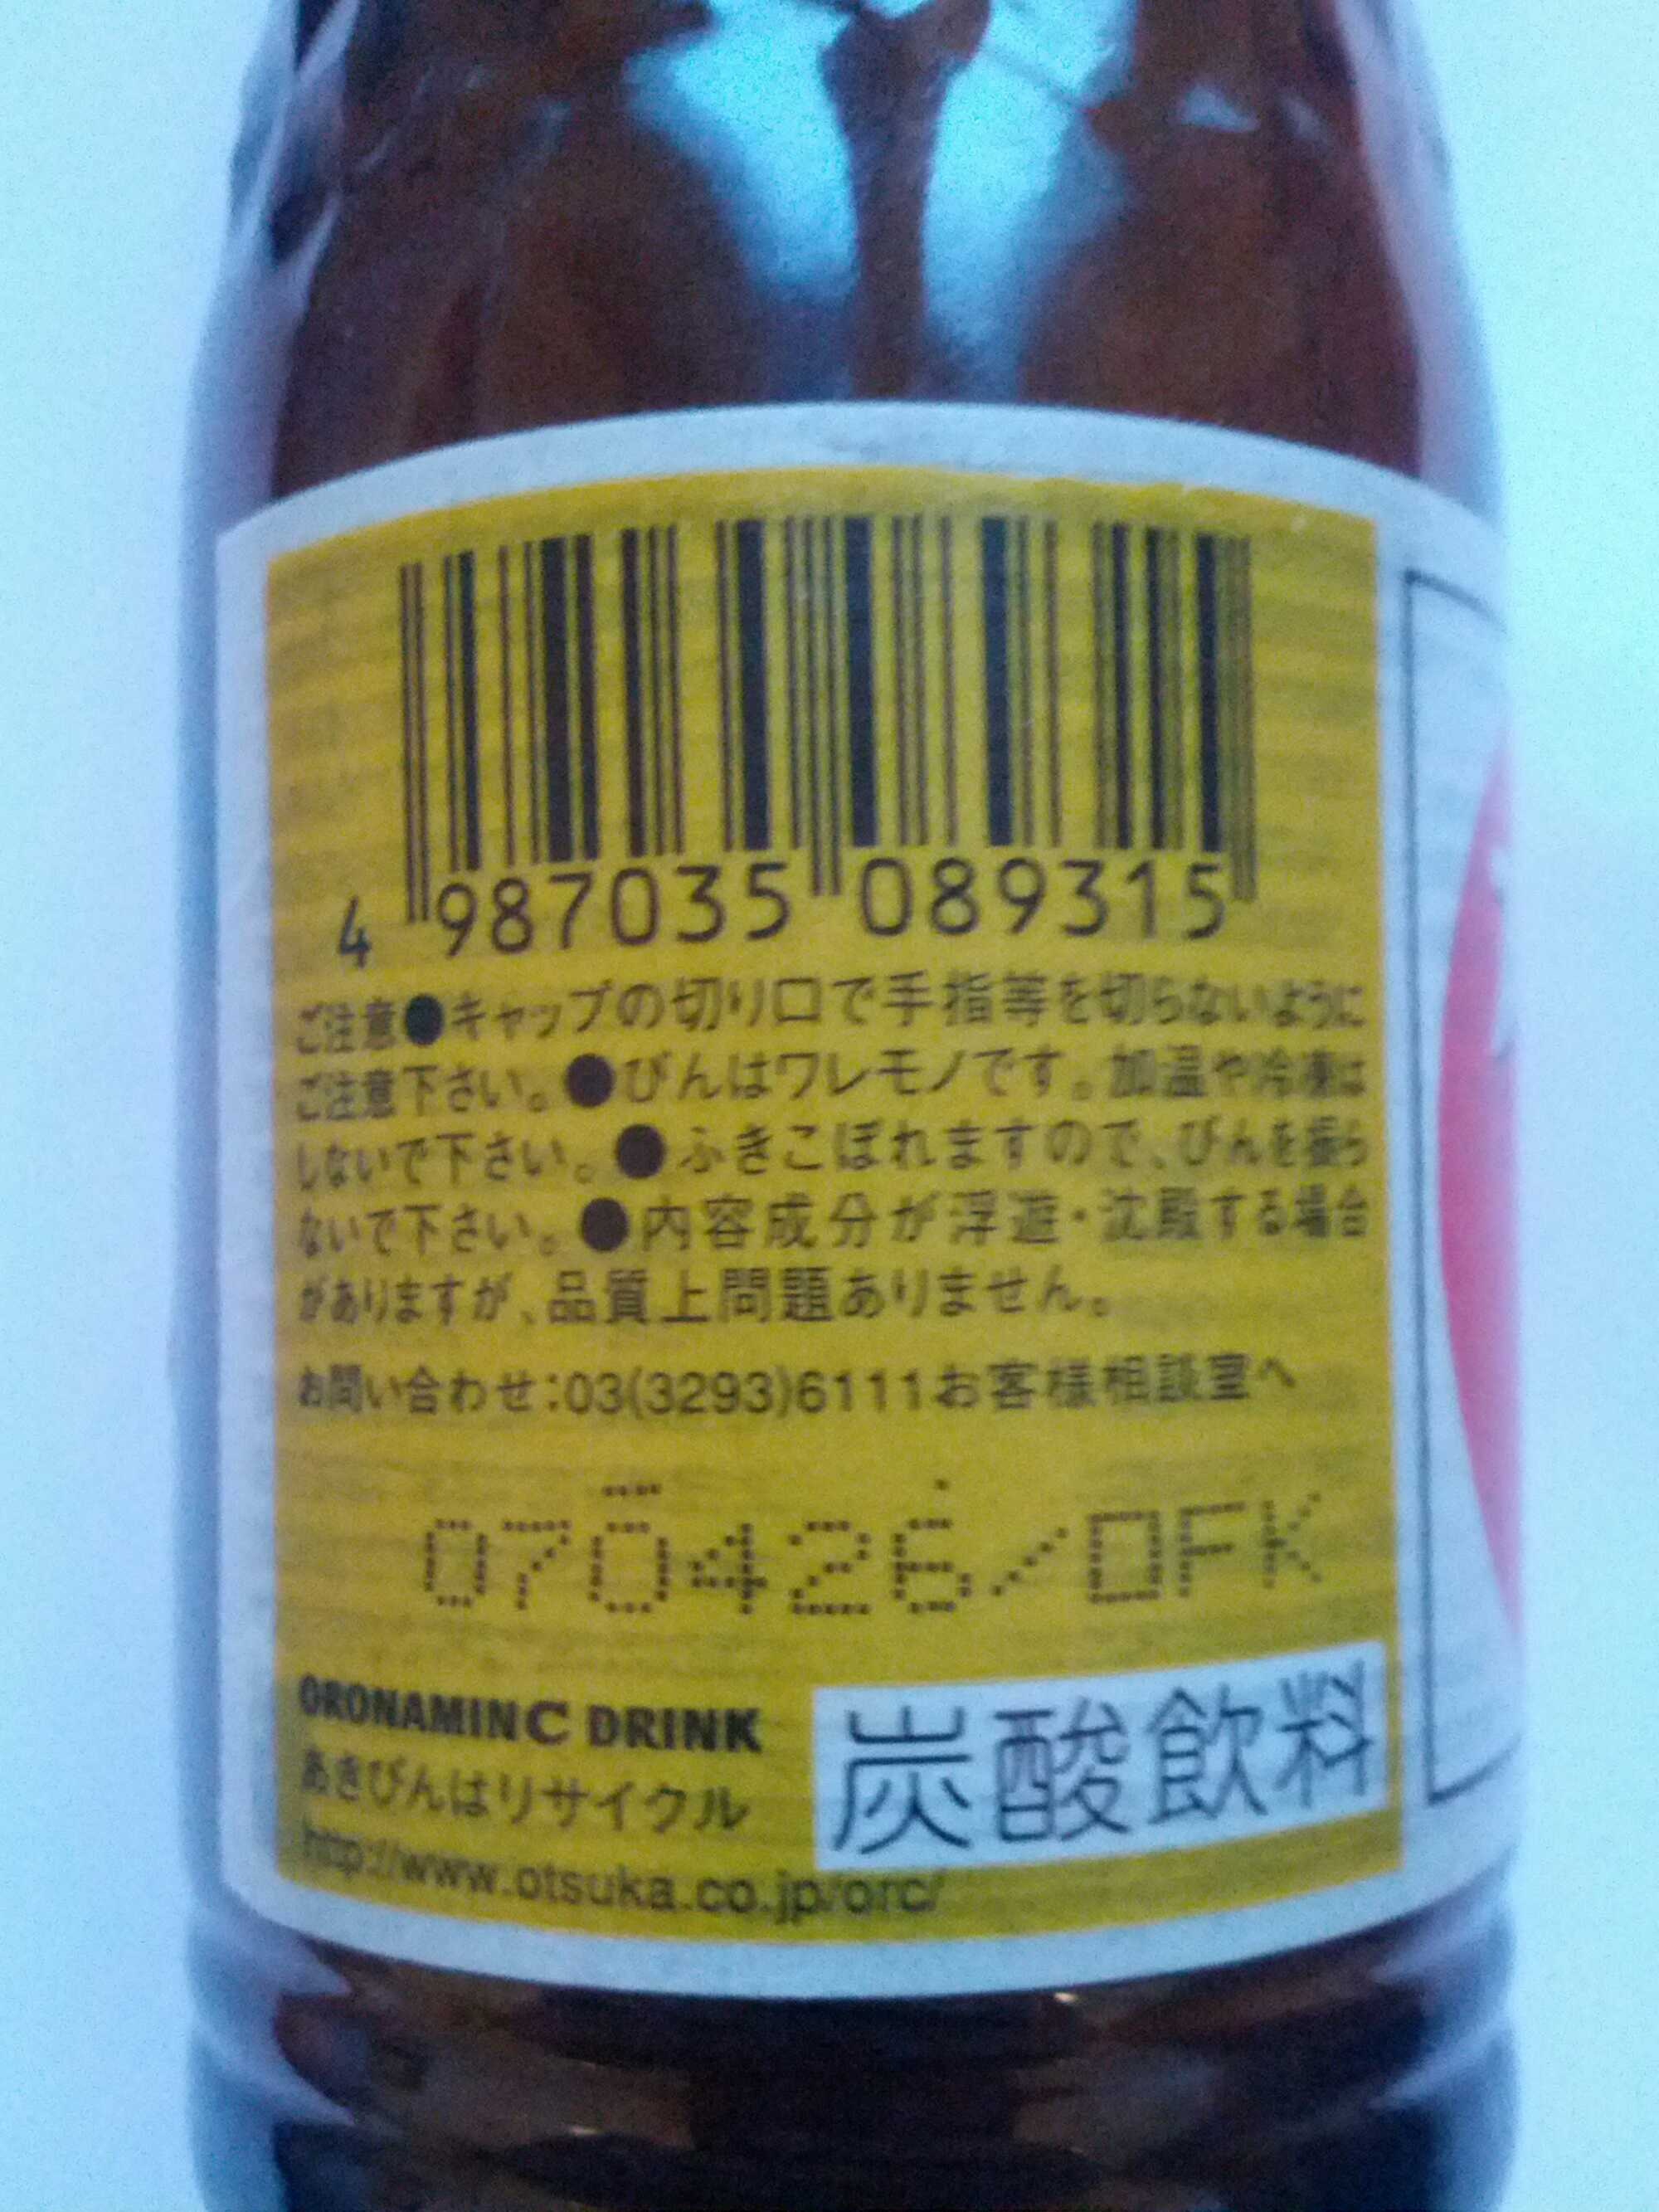 4 987035 089315
ご注意●キャップの切り口で手指等を切らないように
ご注意下さい。●びんはワレモノです。加温や冷凍は
しないで下さい。●ふきこぼれますので、びんを振ら
ないで下さい。●内容成分が浮遊・沈殿する場合
がありますが、品質上問題ありません。
お問い合わせ:03(3293)6111お客様相談室へ
070426/OFK
ORONAMINC DRINK
あきびんはリサイクル
炭酸飲料
http://www.otsuka.co.jp/orc/